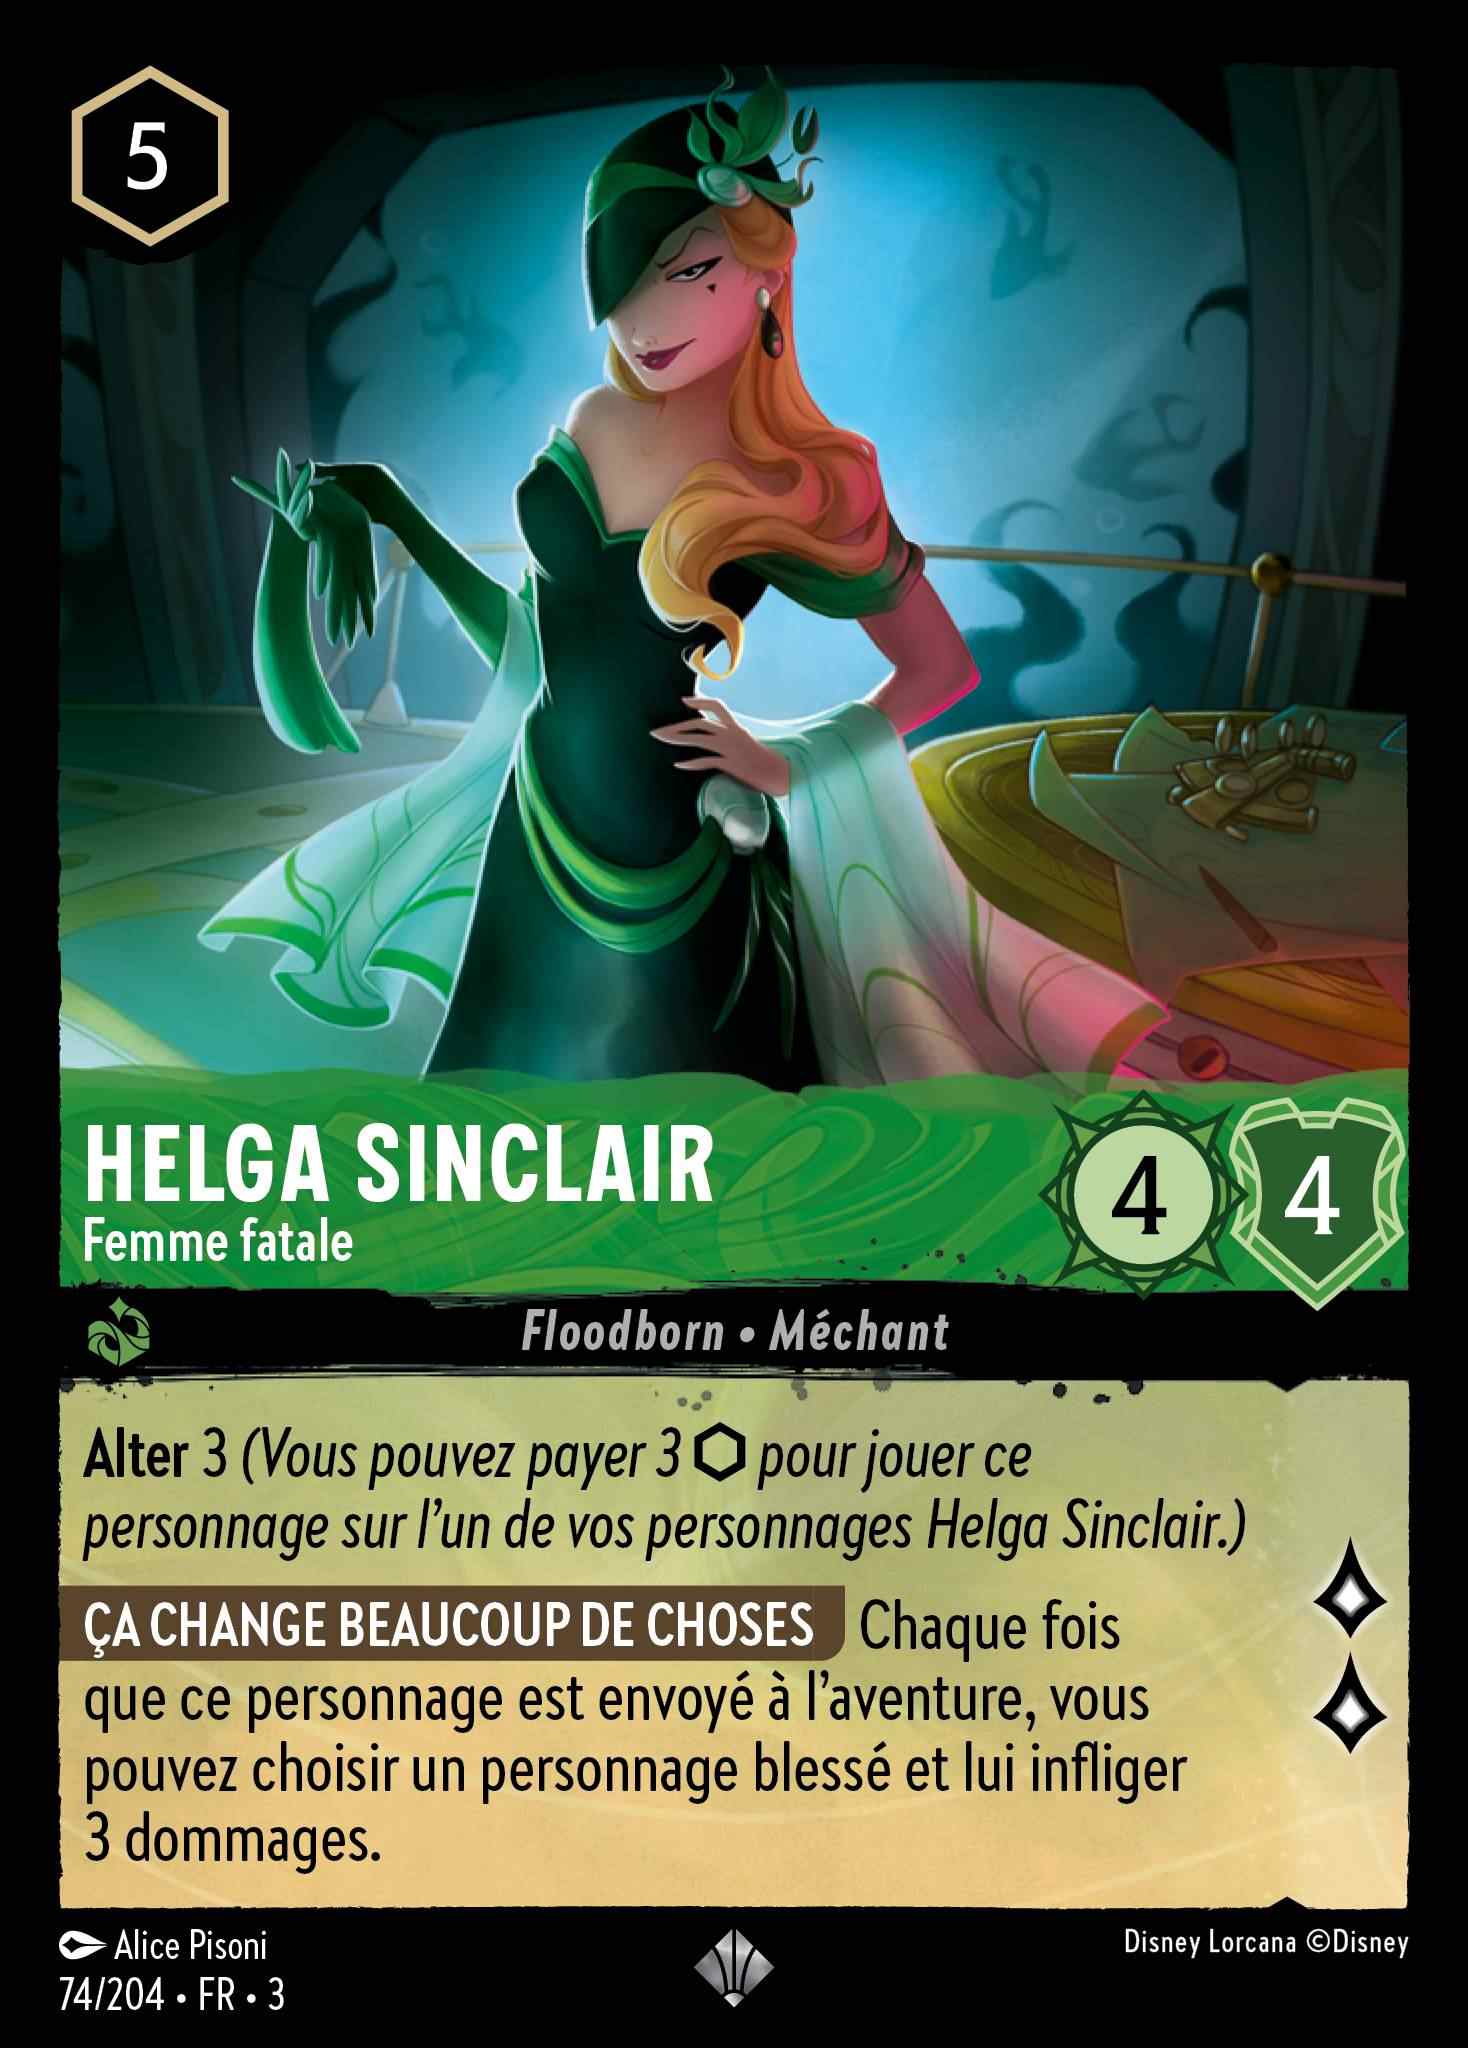 5
HELGA SINCLAIR
Femme fatale
4
4
Floodborn • Méchant
Alter 3 (Vous pouvez payer 3 pour jouer ce
personnage sur l'un de vos personnages Helga Sinclair.)
ÇA CHANGE BEAUCOUP DE CHOSES Chaque fois
que ce personnage est envoyé à l'aventure, vous
pouvez choisir un personnage blessé et lui infliger
3 dommages.
Alice Pisoni
Disney Lorcana ©Disney
74/204 • FR • 3